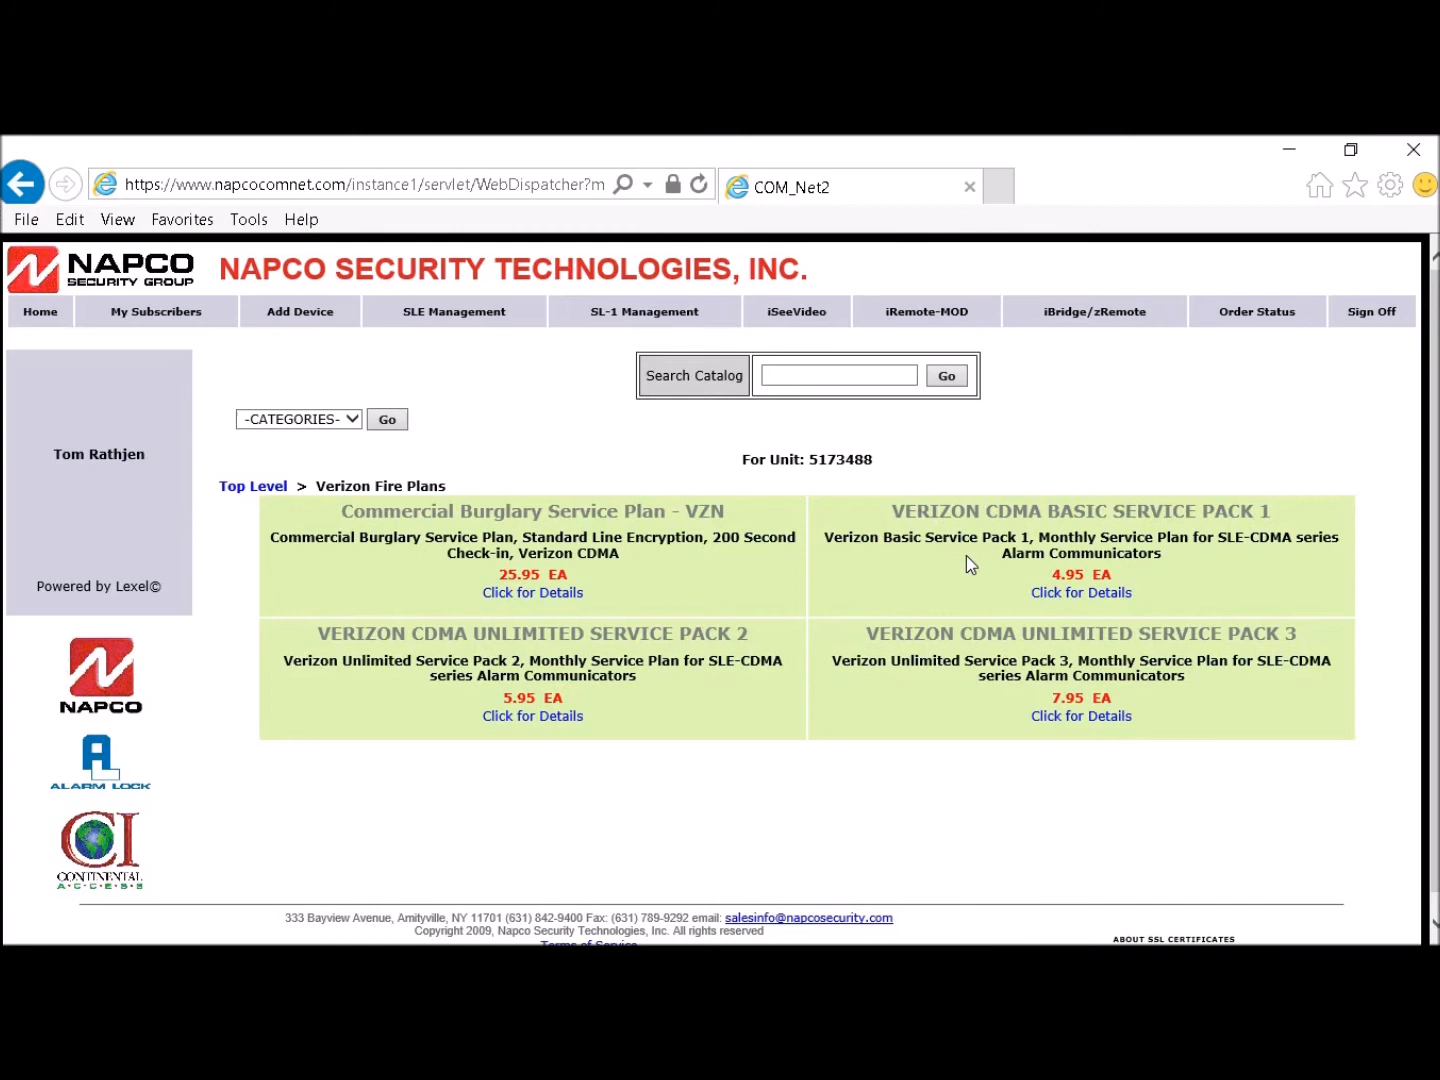 https://www.napcocomnet.com/instance1/servlet/WebDispatcher?m
COM_Net2
File Edit View Favorites Tools Help
NAPCO
SECURITY GROUP
NAPCO SECURITY TECHNOLOGIES, INC.
Home My Subscribers Add Device SLE Management SL-1 Management iSeeVideo iRemote-MOD iBridge/zRemote Order Status Sign Off
Search Catalog Go
-CATEGORIES- Go
Tom Rathjen
For Unit: 5173488
Top Level > Verizon Fire Plans
Commercial Burglary Service Plan - VZN
Commercial Burglary Service Plan, Standard Line Encryption, 200 Second
Check-in, Verizon CDMA
25.95 EA
Click for Details
VERIZON CDMA BASIC SERVICE PACK 1
Verizon Basic Service Pack 1, Monthly Service Plan for SLE-CDMA series
Alarm Communicators
4.95 EA
Click for Details
Powered by Lexel©
VERIZON CDMA UNLIMITED SERVICE PACK 2
Verizon Unlimited Service Pack 2, Monthly Service Plan for SLE-CDMA
series Alarm Communicators
5.95 EA
Click for Details
VERIZON CDMA UNLIMITED SERVICE PACK 3
Verizon Unlimited Service Pack 3, Monthly Service Plan for SLE-CDMA
series Alarm Communicators
7.95 EA
Click for Details
NAPCO
AL
ALARM LOCK
CI
CONTINENTAL
A·C·C·E·S·S
333 Bayview Avenue, Amityville, NY 11701 (631) 842-9400 Fax: (631) 789-9292 email: salesinfo@napcosecurity.com
Copyright 2009, Napco Security Technologies, Inc. All rights reserved
Terms of Service
ABOUT SSL CERTIFICATES